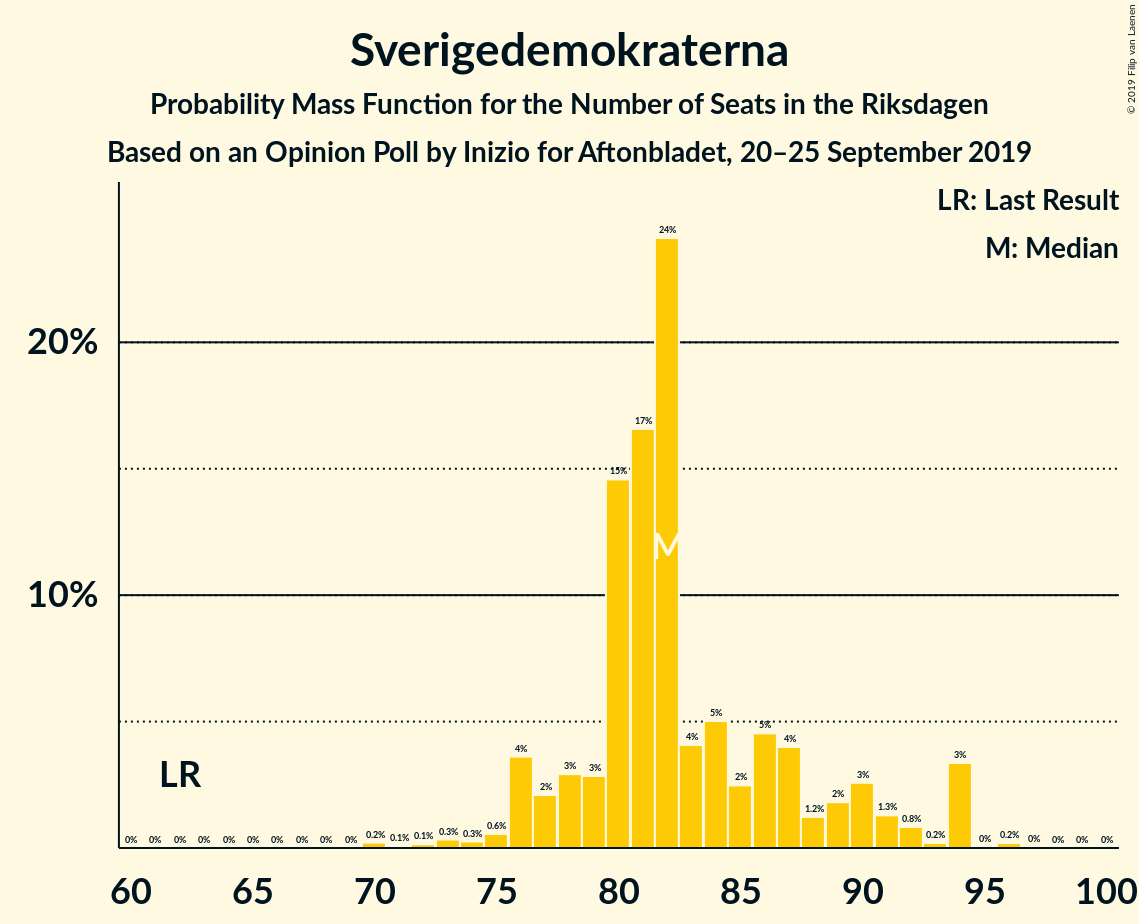 Sverigedemokraterna
Probability Mass Function for the Number of Seats in the Riksdagen
Based on an Opinion Poll by Inizio for Aftonbladet, 20–25 September 2019
© 2019 Filip van Laenen
LR: Last Result
M: Median
20%
10%
LR
M
0% 0% 0% 0% 0% 0% 0% 0% 0% 0% 0.2% 0.1% 0.1% 0.3% 0.3% 0.6% 4% 2% 3% 3% 15% 17% 24% 4% 5% 2% 5% 4% 1.2% 2% 3% 1.3% 0.8% 0.2% 3% 0% 0.2% 0% 0% 0% 0%
60 65 70 75 80 85 90 95 100